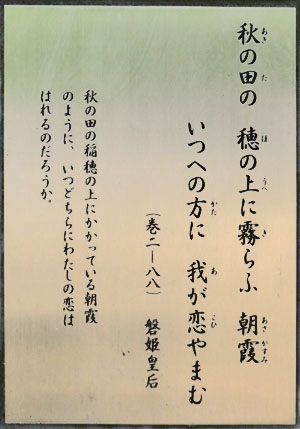 秋の田の　穂の上に霧らふ　朝霞
いつへの方に　我が恋やまむ
（巻二―八八）　磐姫皇后
秋の田の稲穂の上にかかっている朝霞
のように、いつどちらにわたしの恋は
はれるのだろうか。